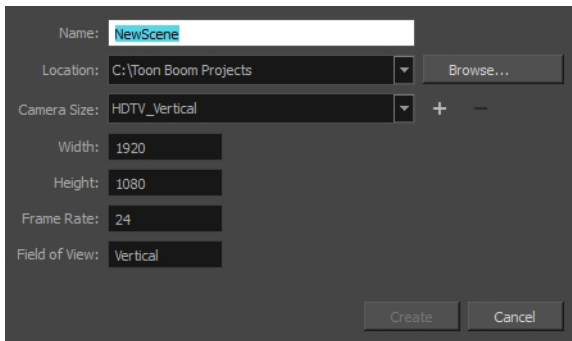 Name: NewScene
Location: C:\Toon Boom Projects Browse...
Camera Size: HDTV_Vertical + −
Width: 1920
Height: 1080
Frame Rate: 24
Field of View: Vertical
Create Cancel